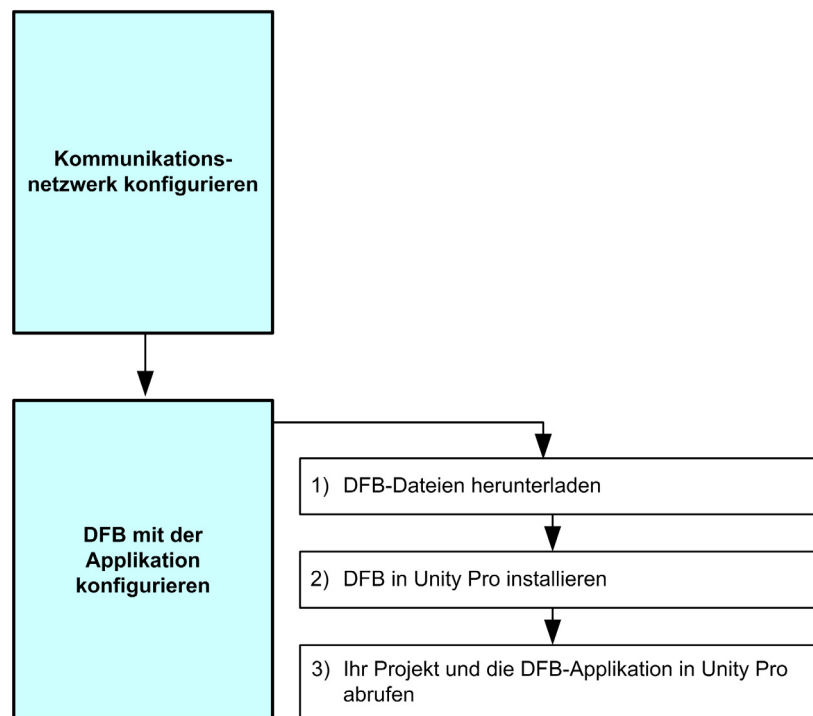 Kommunikations-
netzwerk konfigurieren
DFB mit der
Applikation
konfigurieren
1) DFB-Dateien herunterladen
2) DFB in Unity Pro installieren
3) Ihr Projekt und die DFB-Applikation in Unity Pro
abrufen